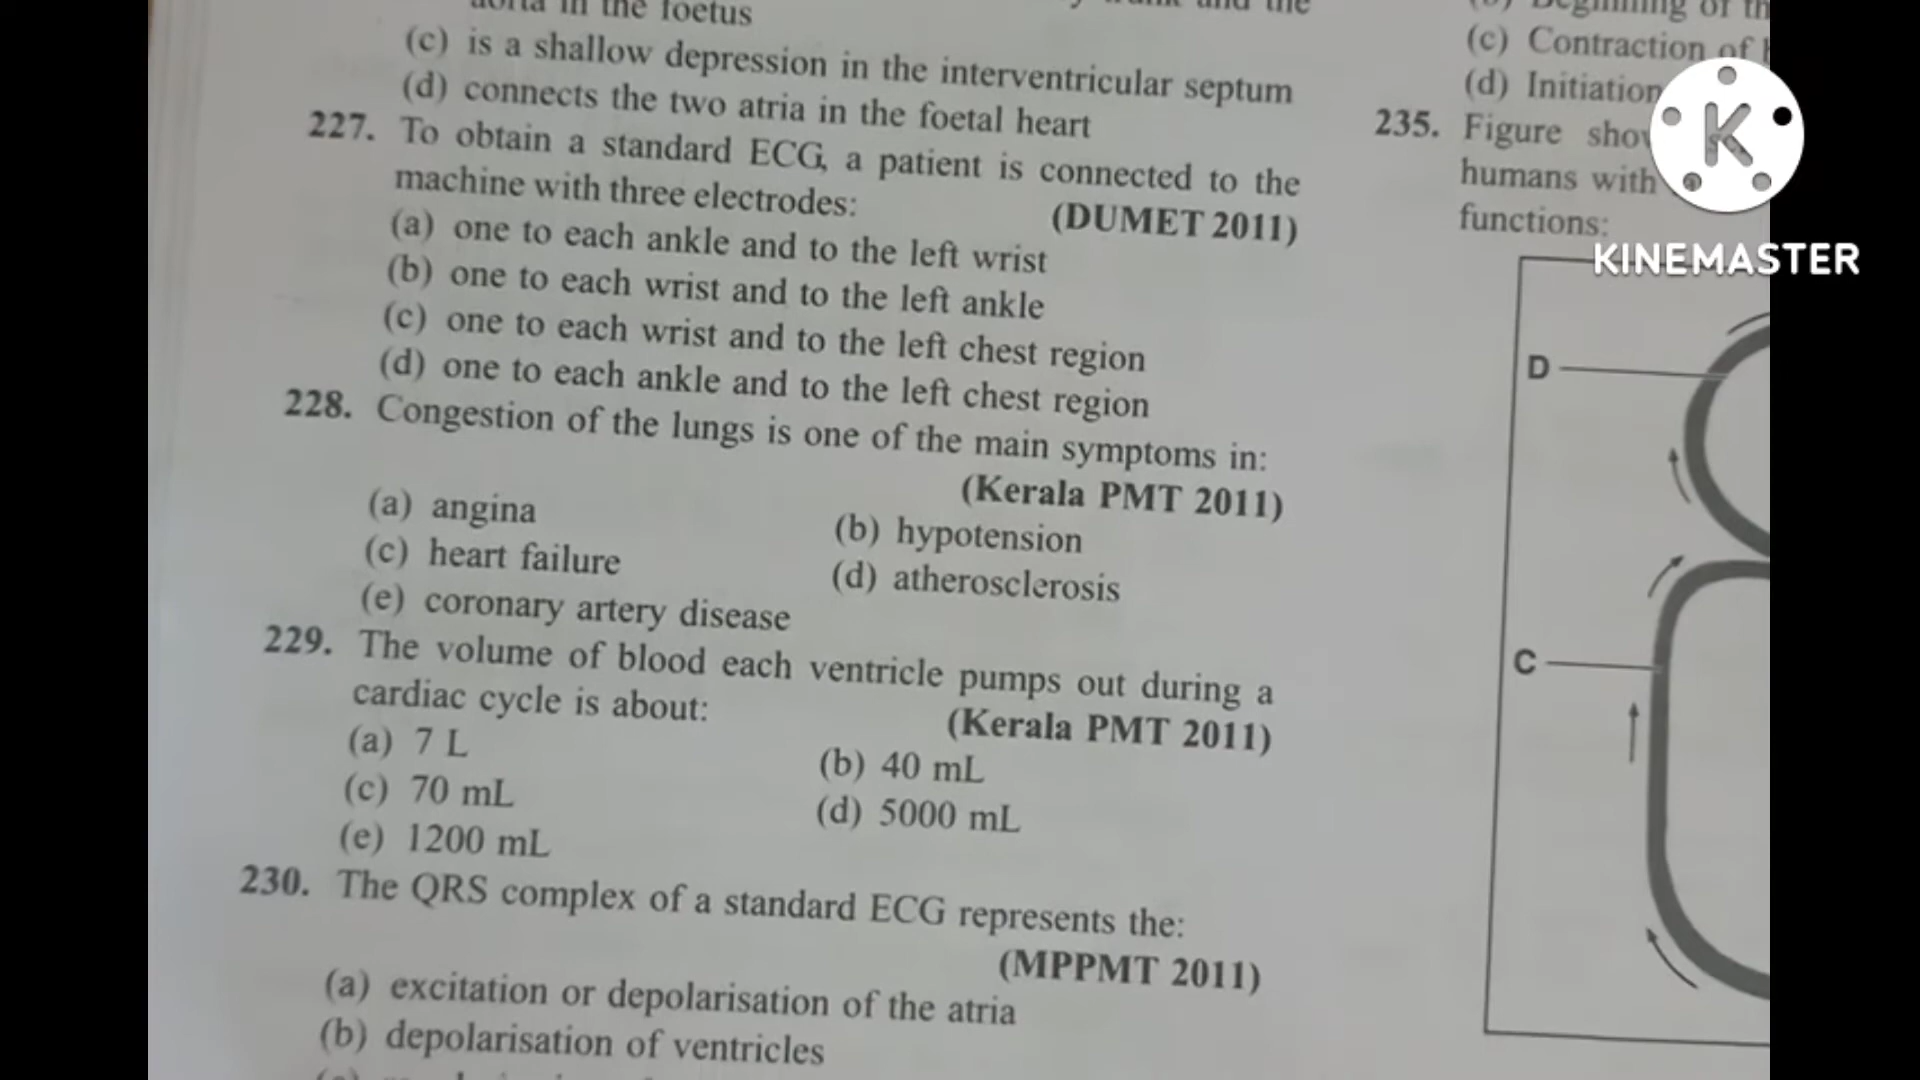 in the foetus
(c) is a shallow depression in the interventricular septum
(d) connects the two atria in the foetal heart
227. To obtain a standard ECG, a patient is connected to the
machine with three electrodes: (DUMET 2011)
(a) one to each ankle and to the left wrist
(b) one to each wrist and to the left ankle
(c) one to each wrist and to the left chest region
(d) one to each ankle and to the left chest region
228. Congestion of the lungs is one of the main symptoms in:
(Kerala PMT 2011)
(a) angina (b) hypotension
(c) heart failure (d) atherosclerosis
(e) coronary artery disease
229. The volume of blood each ventricle pumps out during a
cardiac cycle is about: (Kerala PMT 2011)
(a) 7 L (b) 40 mL
(c) 70 mL (d) 5000 mL
(e) 1200 mL
230. The QRS complex of a standard ECG represents the:
(MPPMT 2011)
(a) excitation or depolarisation of the atria
(b) depolarisation of ventricles
(c) Contraction of
(d) Initiation
235. Figure
humans with
functions:
D
C
K
KINEMASTER